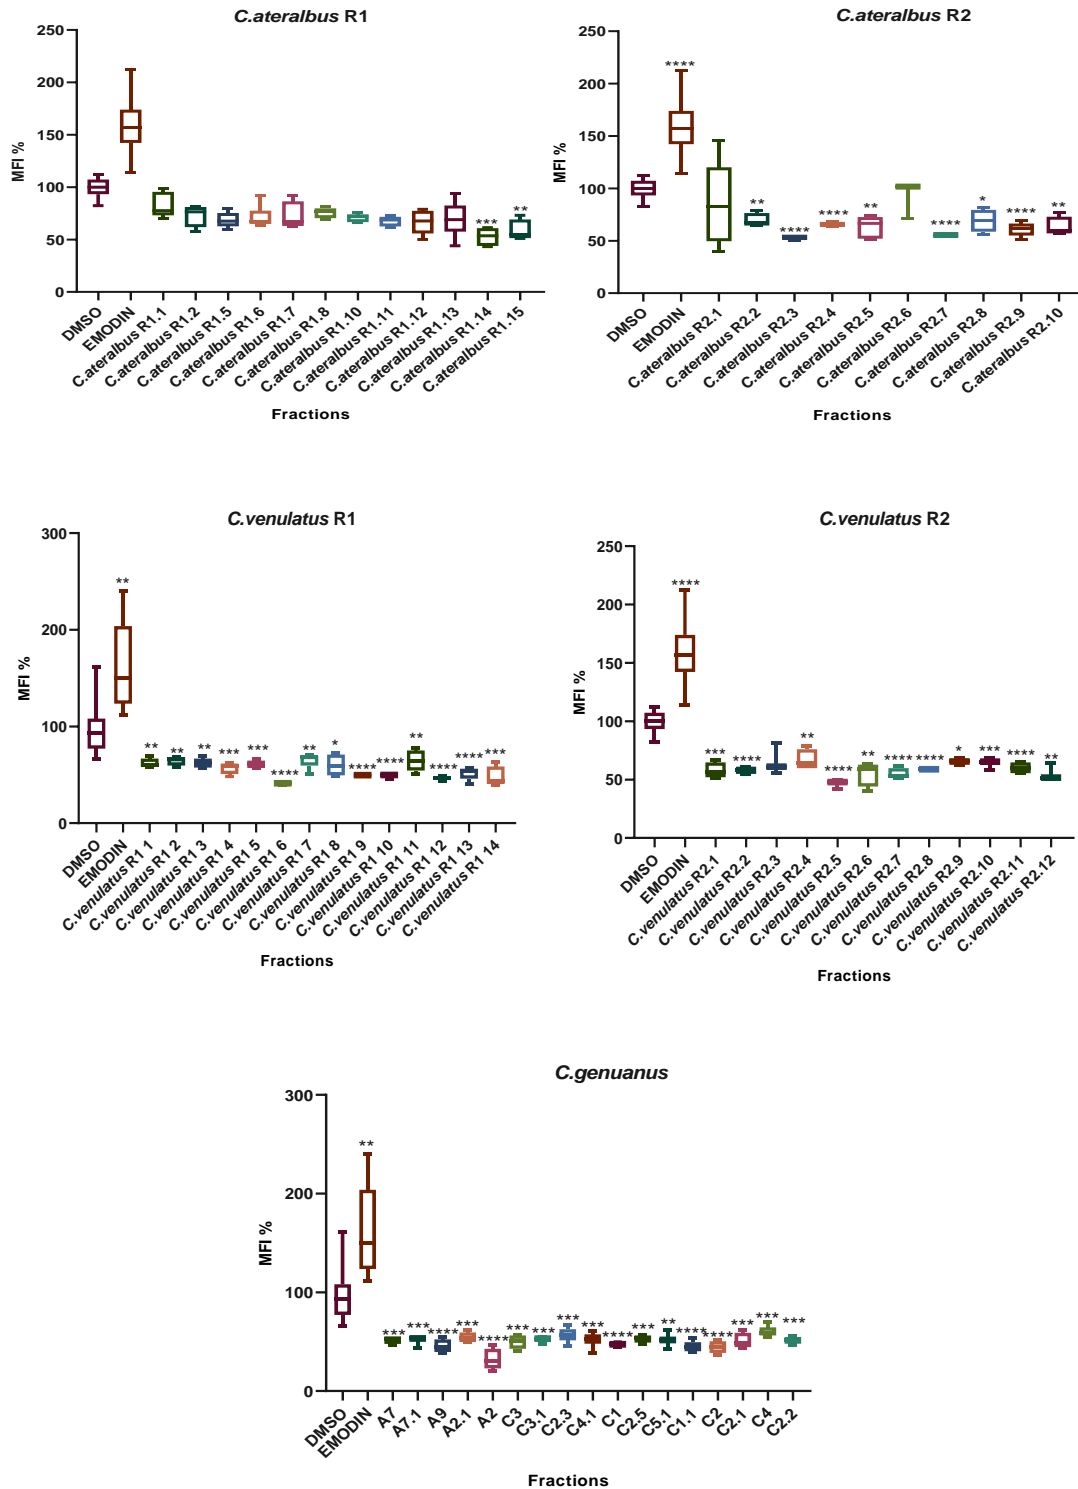 C.ateralbus R1
MFI %
250
200
150
100
50
0
DMSO
EMODIN
C.ateralbus R1.1
C.ateralbus R1.2
C.ateralbus R1.5
C.ateralbus R1.6
C.ateralbus R1.7
C.ateralbus R1.8
C.ateralbus R1.10
C.ateralbus R1.11
C.ateralbus R1.12
C.ateralbus R1.13
C.ateralbus R1.14
C.ateralbus R1.15
*** **
Fractions
C.ateralbus R2
MFI %
250
200
150
100
50
0
**** ** **** **** ** **** * **** **
DMSO
EMODIN
C.ateralbus R2.1
C.ateralbus R2.2
C.ateralbus R2.3
C.ateralbus R2.4
C.ateralbus R2.5
C.ateralbus R2.6
C.ateralbus R2.7
C.ateralbus R2.8
C.ateralbus R2.9
C.ateralbus R2.10
Fractions
C.venulatus R1
MFI %
300
200
100
0
** ** ** ** *** *** **** ** * **** **** ** **** **** ***
DMSO
EMODIN
C.venulatus R1 1
C.venulatus R1 2
C.venulatus R1 3
C.venulatus R1 4
C.venulatus R1 5
C.venulatus R1 6
C.venulatus R1 7
C.venulatus R1 8
C.venulatus R1 9
C.venulatus R1 10
C.venulatus R1 11
C.venulatus R1 12
C.venulatus R1 13
C.venulatus R1 14
Fractions
C.venulatus R2
MFI %
250
200
150
100
50
0
**** *** **** ** **** ** **** **** * *** **** **
DMSO
EMODIN
C.venulatus R2.1
C.venulatus R2.2
C.venulatus R2.3
C.venulatus R2.4
C.venulatus R2.5
C.venulatus R2.6
C.venulatus R2.7
C.venulatus R2.8
C.venulatus R2.9
C.venulatus R2.10
C.venulatus R2.11
C.venulatus R2.12
Fractions
C.genuanus
MFI %
300
200
100
0
** *** *** **** *** **** *** *** *** *** **** *** ** **** **** *** *** ***
DMSO
EMODIN
A7
A7.1
A9
A2.1
A2
C3
C3.1
C2.3
C4.1
C1
C2.5
C5.1
C1.1
C2
C2.1
C4
C2.2
Fractions